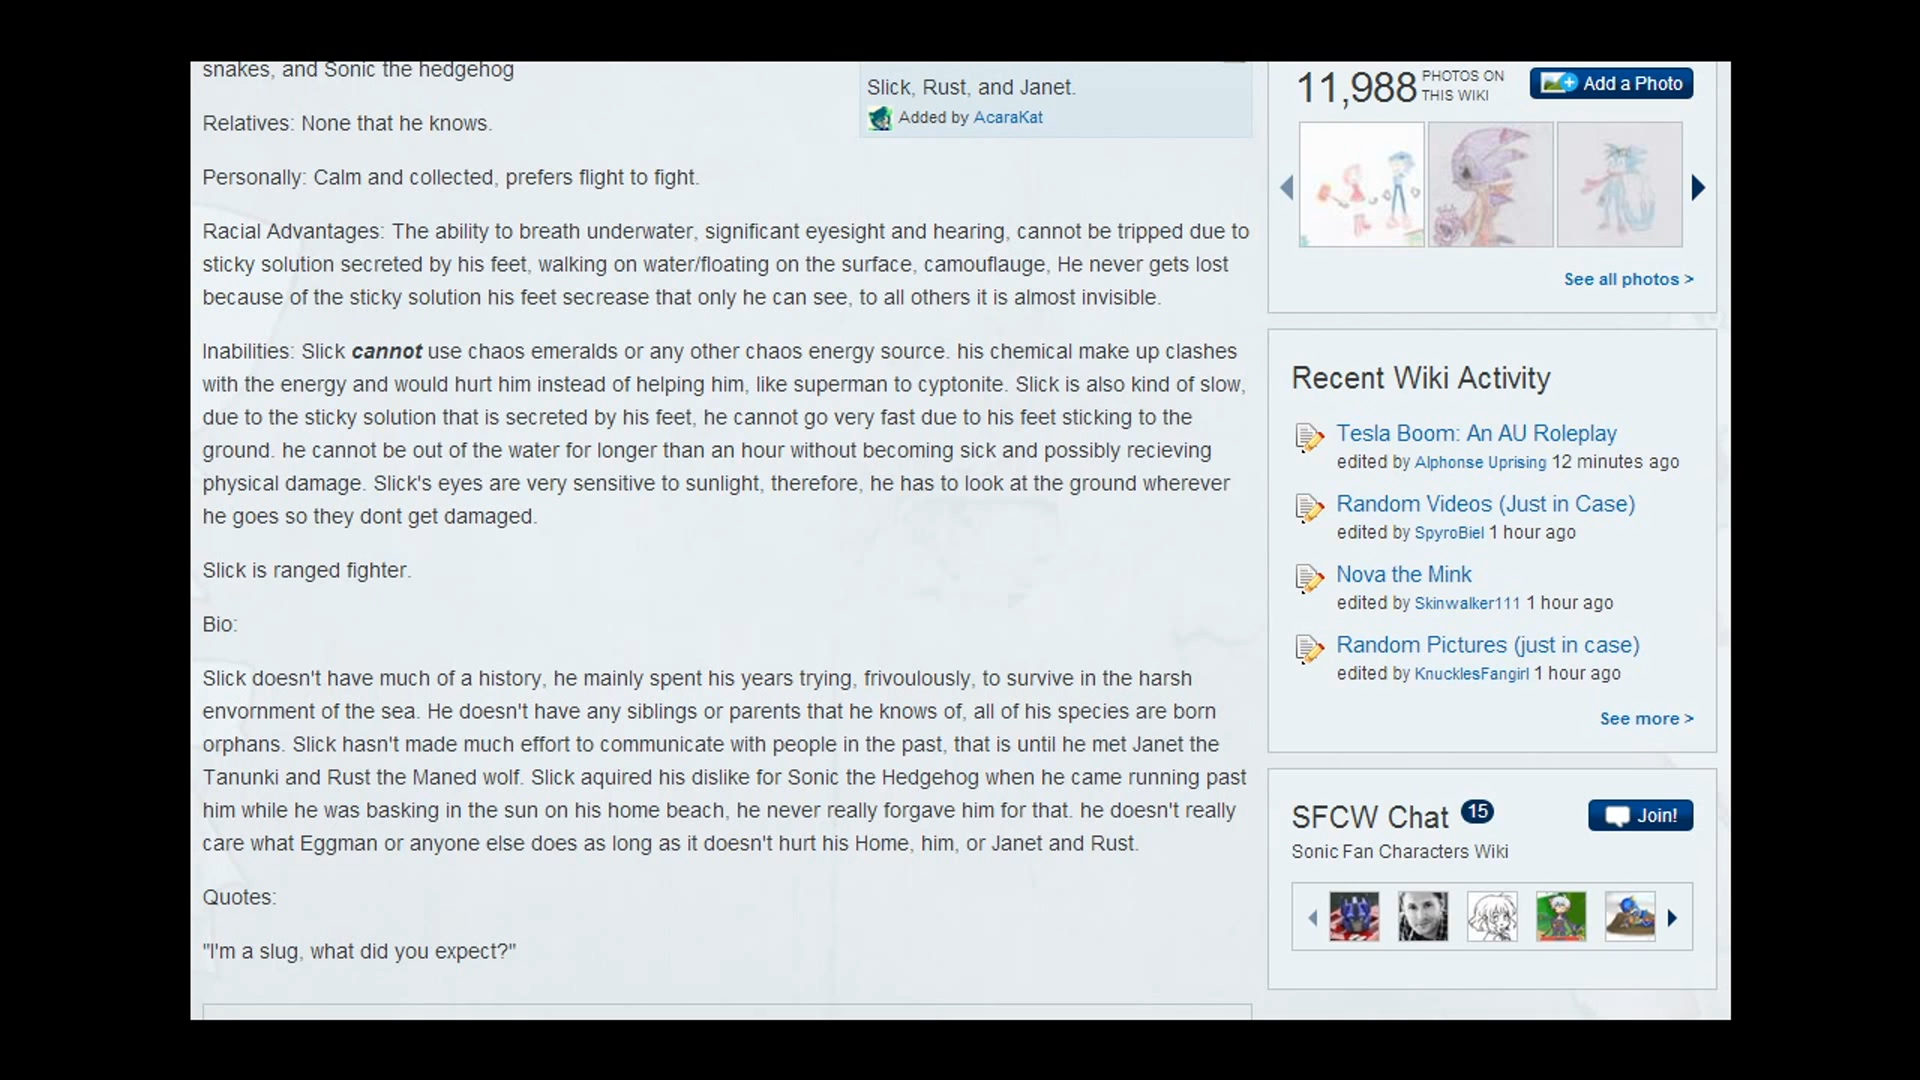 snakes, and Sonic the hedgehog
Relatives: None that he knows.
Personally: Calm and collected, prefers flight to fight.
Racial Advantages: The ability to breath underwater, significant eyesight and hearing, cannot be tripped due to
sticky solution secreted by his feet, walking on water/floating on the surface, camouflauge, He never gets lost
because of the sticky solution his feet secrease that only he can see, to all others it is almost invisible.
Inabilities: Slick cannot use chaos emeralds or any other chaos energy source. his chemical make up clashes
with the energy and would hurt him instead of helping him, like superman to cyptonite. Slick is also kind of slow,
due to the sticky solution that is secreted by his feet, he cannot go very fast due to his feet sticking to the
ground. he cannot be out of the water for longer than an hour without becoming sick and possibly recieving
physical damage. Slick's eyes are very sensitive to sunlight, therefore, he has to look at the ground wherever
he goes so they dont get damaged.
Slick is ranged fighter.
Bio:
Slick doesn't have much of a history, he mainly spent his years trying, frivoulously, to survive in the harsh
envornment of the sea. He doesn't have any siblings or parents that he knows of, all of his species are born
orphans. Slick hasn't made much effort to communicate with people in the past, that is until he met Janet the
Tanunki and Rust the Maned wolf. Slick aquired his dislike for Sonic the Hedgehog when he came running past
him while he was basking in the sun on his home beach, he never really forgave him for that. he doesn't really
care what Eggman or anyone else does as long as it doesn't hurt his Home, him, or Janet and Rust.
Quotes:
"I'm a slug, what did you expect?"
Slick, Rust, and Janet.
Added by AcaraKat
11,988 PHOTOS ON
THIS WIKI
Add a Photo
See all photos >
Recent Wiki Activity
Tesla Boom: An AU Roleplay
edited by Alphonse Uprising 12 minutes ago
Random Videos (Just in Case)
edited by SpyroBiel 1 hour ago
Nova the Mink
edited by Skinwalker111 1 hour ago
Random Pictures (just in case)
edited by KnucklesFangirl 1 hour ago
See more >
SFCW Chat 15
Join!
Sonic Fan Characters Wiki